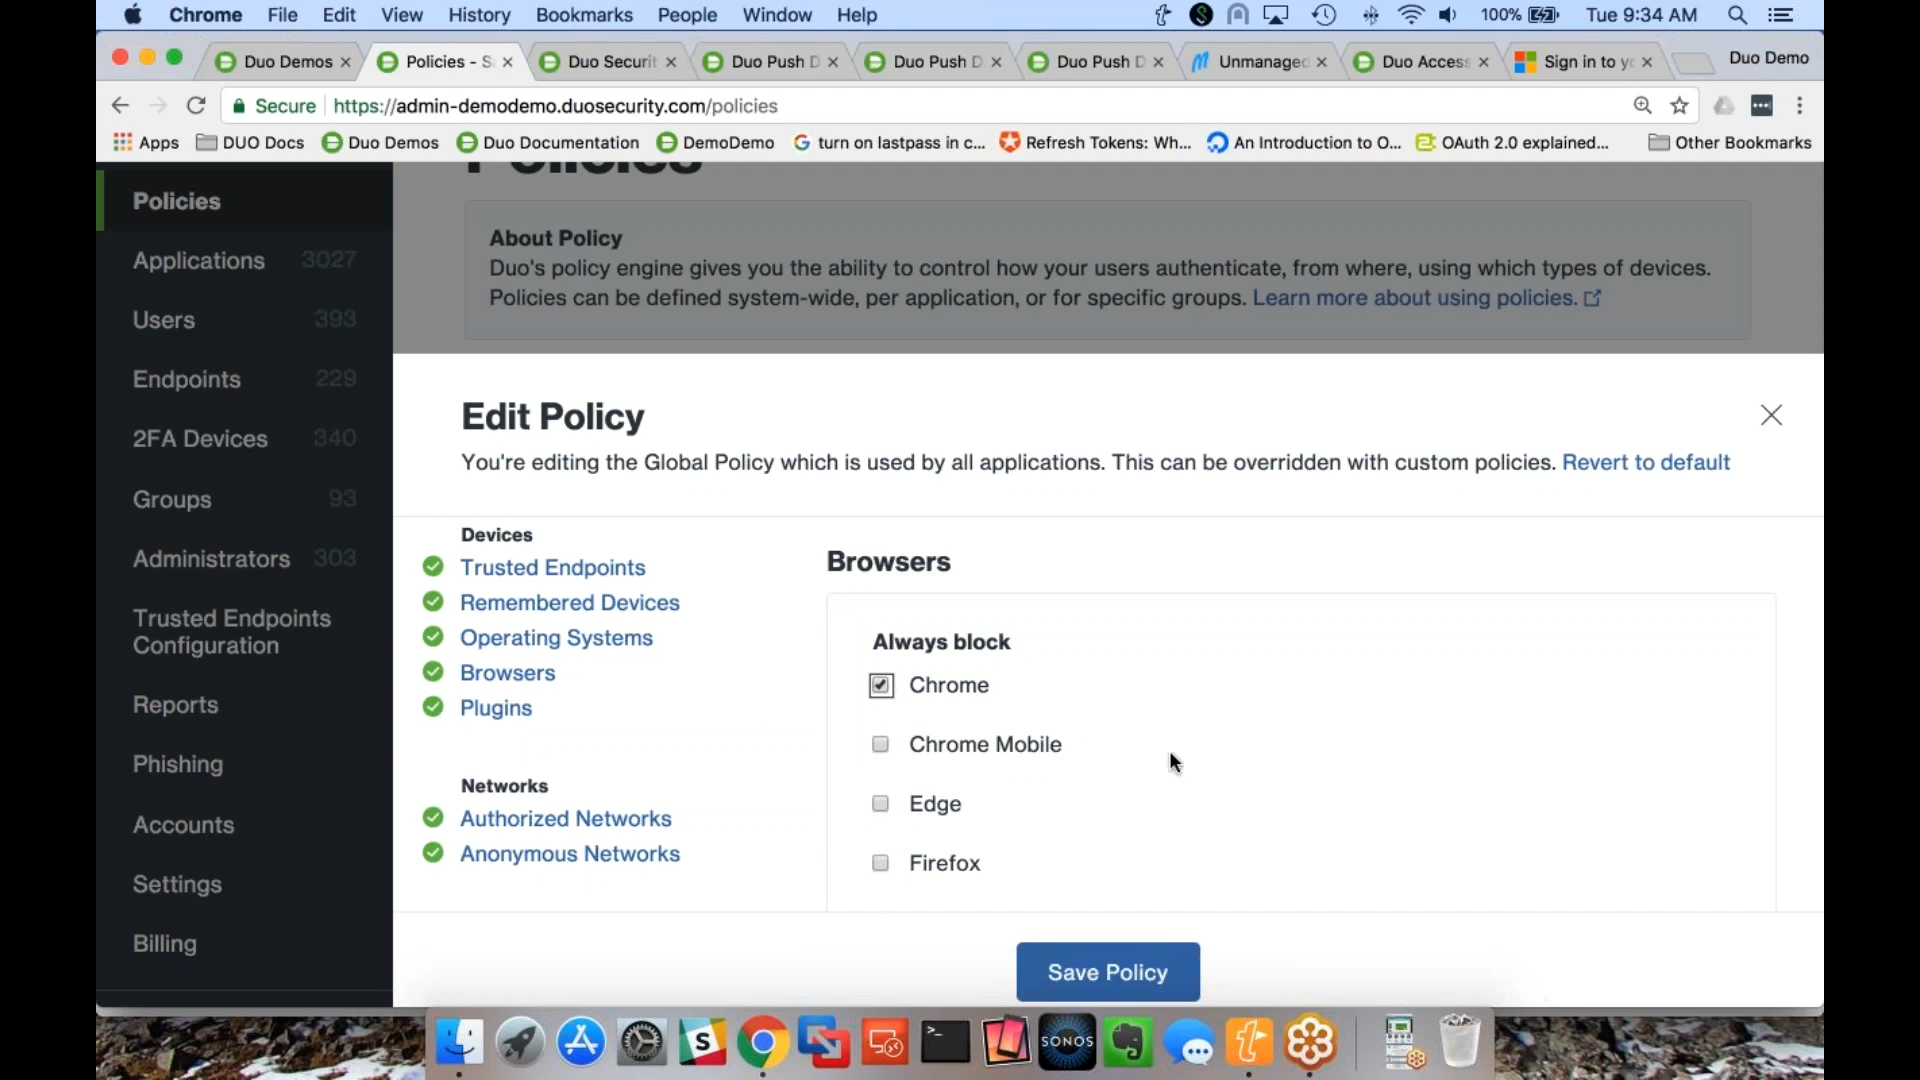 Chrome File Edit View History Bookmarks People Window Help 100% Tue 9:34 AM
Duo Demos Policies - S Duo Securit Duo Push D Duo Push D Duo Push D Unmanaged Duo Access Sign in to y Duo Demo
Secure https://admin-demodemo.duosecurity.com/policies
Apps DUO Docs Duo Demos Duo Documentation DemoDemo turn on lastpass in c... Refresh Tokens: Wh... An Introduction to O... OAuth 2.0 explained... Other Bookmarks
Policies
Policies
Applications 3027
Users 393
Endpoints 229
2FA Devices 340
Groups 93
Administrators 303
Trusted Endpoints
Configuration
Reports
Phishing
Accounts
Settings
Billing
About Policy
Duo's policy engine gives you the ability to control how your users authenticate, from where, using which types of devices.
Policies can be defined system-wide, per application, or for specific groups. Learn more about using policies.
Edit Policy
You're editing the Global Policy which is used by all applications. This can be overridden with custom policies. Revert to default
Devices
Trusted Endpoints
Remembered Devices
Operating Systems
Browsers
Plugins
Networks
Authorized Networks
Anonymous Networks
Browsers
Always block
Chrome
Chrome Mobile
Edge
Firefox
Save Policy
SONOS